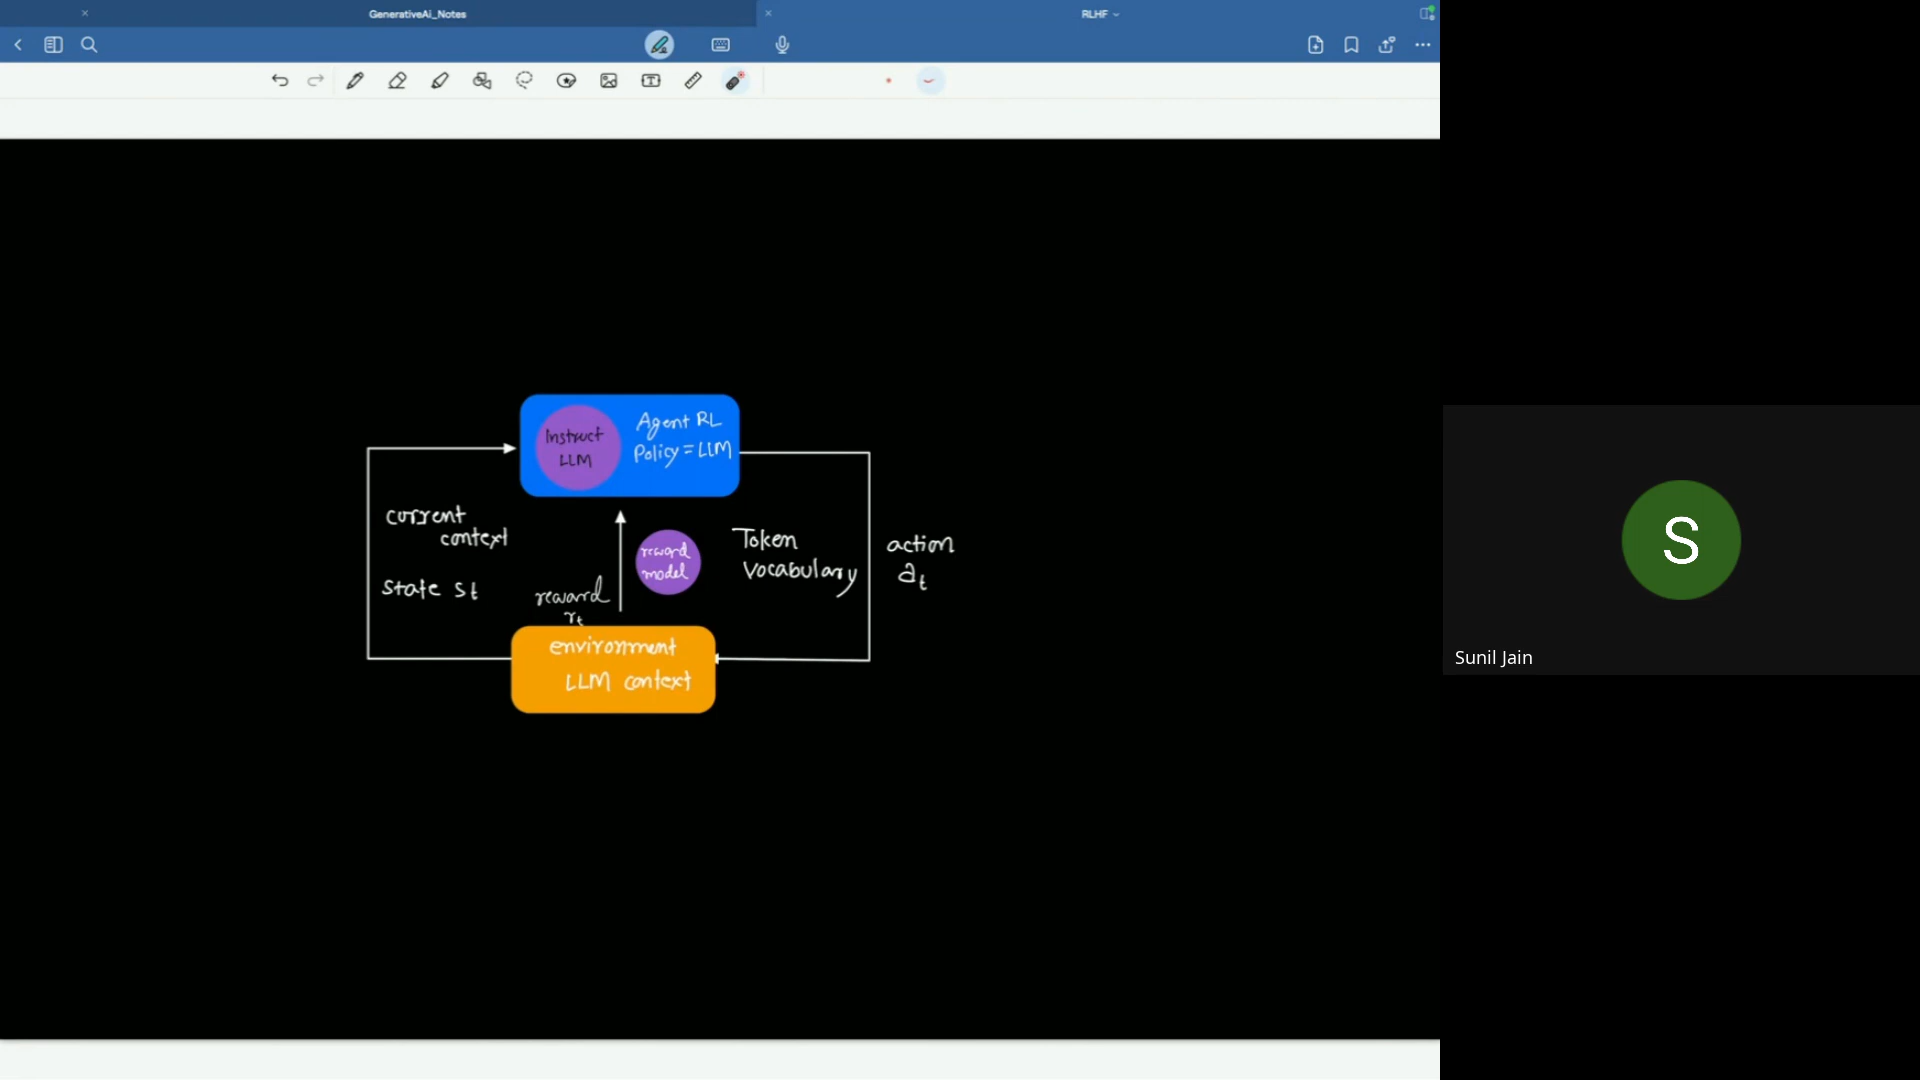 GenerativeAi_Notes
RLHF
Instruct
LLM
Agent RL
Policy = LLM
current
context
State St
reward
rt
reward
model
Token
Vocabulary
action
at
environment
LLM context
S
Sunil Jain